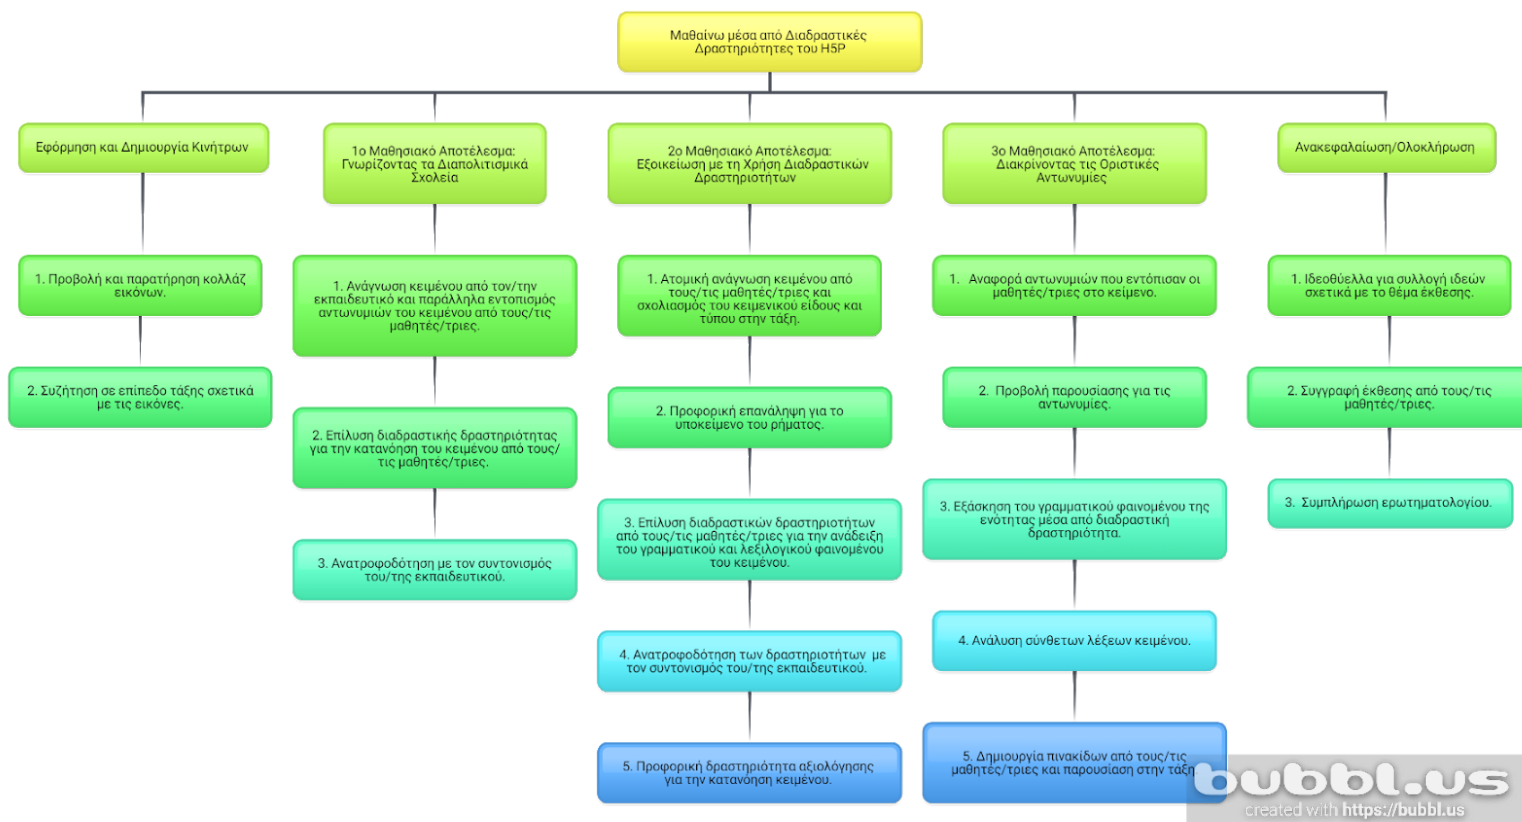 Μαθαίνω μέσα από Διαδραστικές
Δραστηριότητες του H5P
Εφόρμηση και Δημιουργία Κινήτρων
1. Προβολή και παρατήρηση κολλάζ
εικόνων.
2. Συζήτηση σε επίπεδο τάξης σχετικά
με τις εικόνες.
1ο Μαθησιακό Αποτέλεσμα:
Γνωρίζοντας τα Διαπολιτισμικά
Σχολεία
1. Ανάγνωση κειμένου από τον/την
εκπαιδευτικό και παράλληλα εντοπισμός
αντωνυμιών του κειμένου από τους/τις
μαθητές/τριες.
2. Επίλυση διαδραστικής δραστηριότητας
για την κατανόηση του κειμένου από τους/
τις μαθητές/τριες.
3. Ανατροφοδότηση με τον συντονισμός
του/της εκπαιδευτικού.
2ο Μαθησιακό Αποτέλεσμα:
Εξοικείωση με τη Χρήση Διαδραστικών
Δραστηριοτήτων
1. Ατομική ανάγνωση κειμένου από
τους/τις μαθητές/τριες και
σχολιασμός του κειμενικού είδους και
τύπου στην τάξη.
2. Προφορική επανάληψη για το
υποκείμενο του ρήματος.
3. Επίλυση διαδραστικών δραστηριοτήτων
από τους/τις μαθητές/τριες για την ανάδειξη
του γραμματικού και λεξιλογικού φαινομένου
του κειμένου.
4. Ανατροφοδότηση των δραστηριοτήτων με
τον συντονισμός του/της εκπαιδευτικού.
5. Προφορική δραστηριότητα αξιολόγησης
για την κατανόηση κειμένου.
3ο Μαθησιακό Αποτέλεσμα:
Διακρίνοντας τις Οριστικές
Αντωνυμίες
1. Αναφορά αντωνυμιών που εντόπισαν οι
μαθητές/τριες στο κείμενο.
2. Προβολή παρουσίασης για τις
αντωνυμίες.
3. Εξάσκηση του γραμματικού φαινομένου της
ενότητας μέσα από διαδραστική
δραστηριότητα.
4. Ανάλυση σύνθετων λέξεων κειμένου.
5. Δημιουργία πινακίδων από τους/τις
μαθητές/τριες και παρουσίαση στην τάξη.
Ανακεφαλαίωση/Ολοκλήρωση
1. Ιδεοθύελλα για συλλογή ιδεών
σχετικά με το θέμα έκθεσης.
2. Συγγραφή έκθεσης από τους/τις
μαθητές/τριες.
3. Συμπλήρωση ερωτηματολογίου.
bubbl.us
created with https://bubbl.us